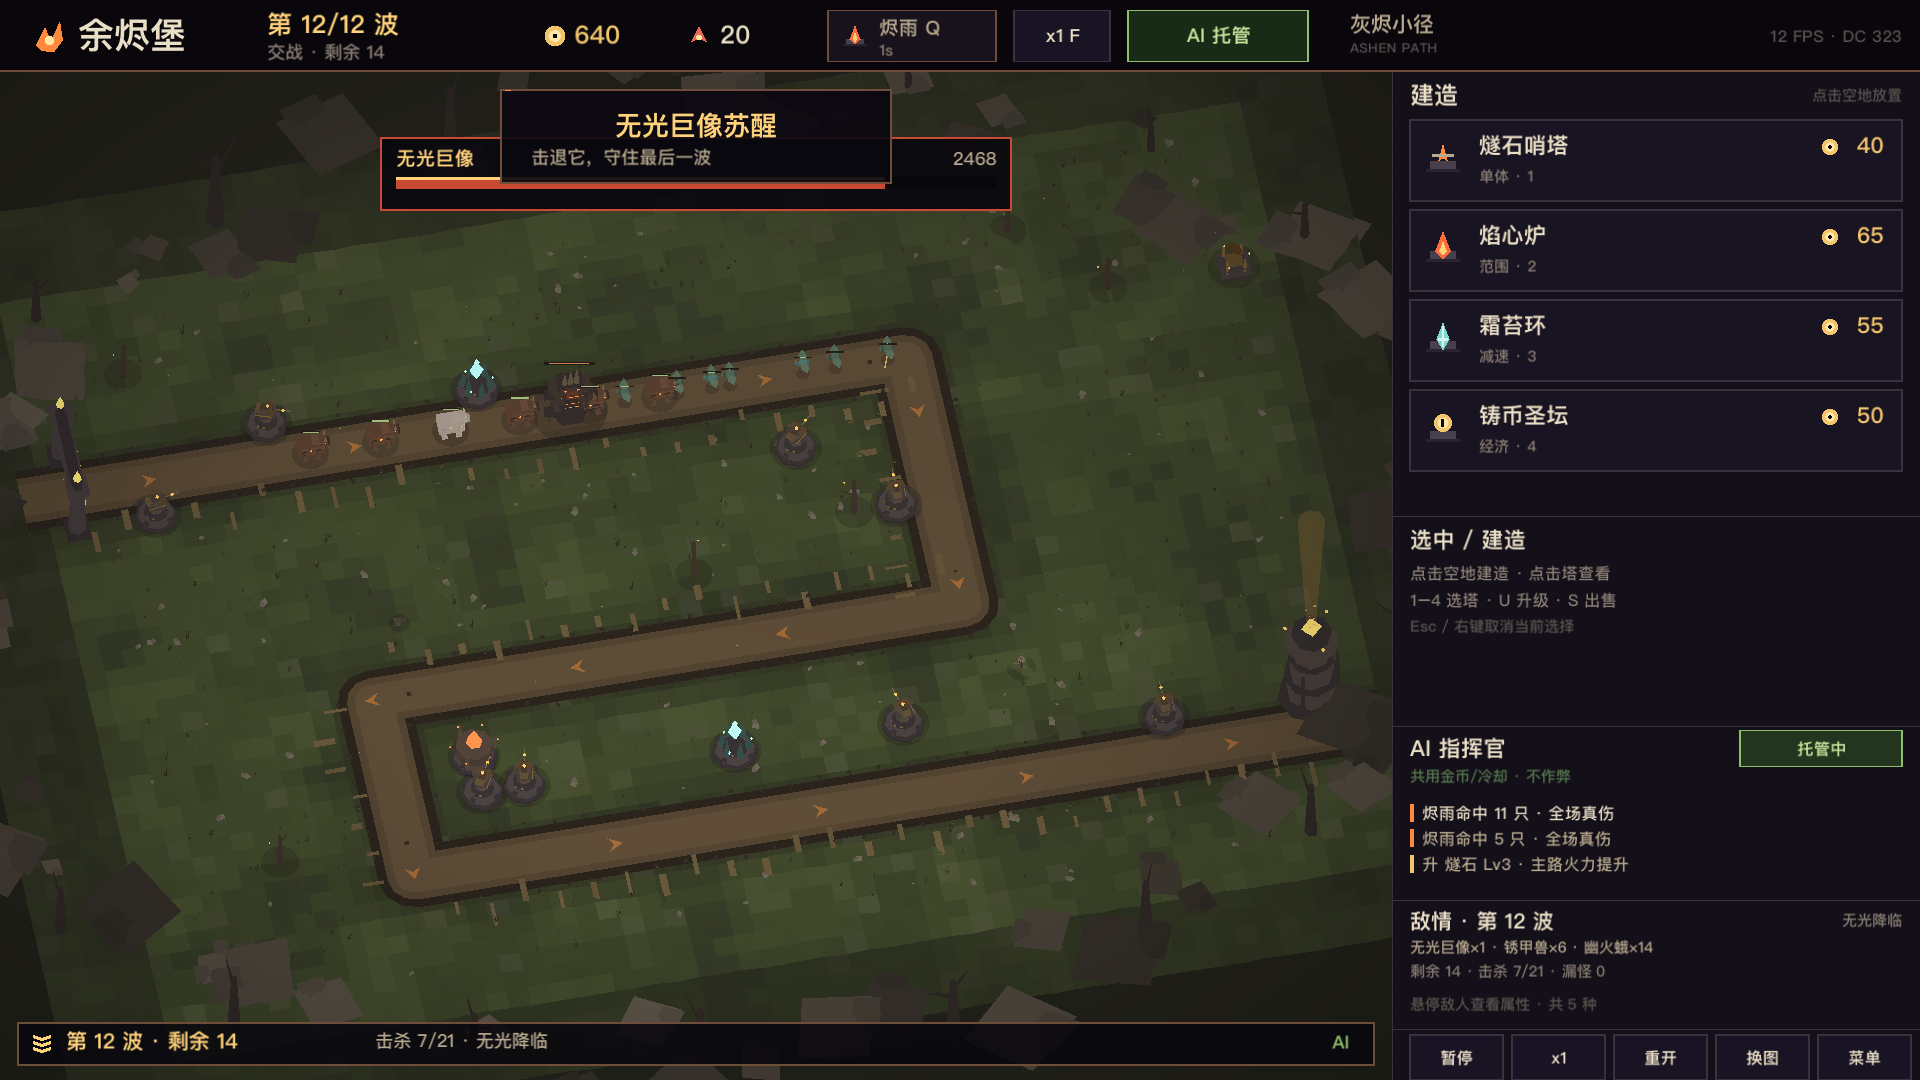 余烬堡
第 12/12 波
交战 · 剩余 14
640
20
烬雨 Q
1s
x1 F
AI 托管
灰烬小径
ASHEN PATH
12 FPS · DC 323
无光巨像苏醒
击退它，守住最后一波
无光巨像
2468
建造
点击空地放置
燧石哨塔
40
单体 · 1
焰心炉
65
范围 · 2
霜苔环
55
减速 · 3
铸币圣坛
50
经济 · 4
选中 / 建造
点击空地建造 · 点击塔查看
1—4 选塔 · U 升级 · S 出售
Esc / 右键取消当前选择
AI 指挥官
托管中
共用金币/冷却 · 不作弊
烬雨命中 11 只 · 全场真伤
烬雨命中 5 只 · 全场真伤
升 燧石 Lv3 · 主路火力提升
敌情 · 第 12 波
无光降临
无光巨像×1 · 锈甲兽×6 · 幽火蛾×14
剩余 14 · 击杀 7/21 · 漏怪 0
悬停敌人查看属性 · 共 5 种
第 12 波 · 剩余 14
击杀 7/21 · 无光降临
AI
暂停
x1
重开
换图
菜单